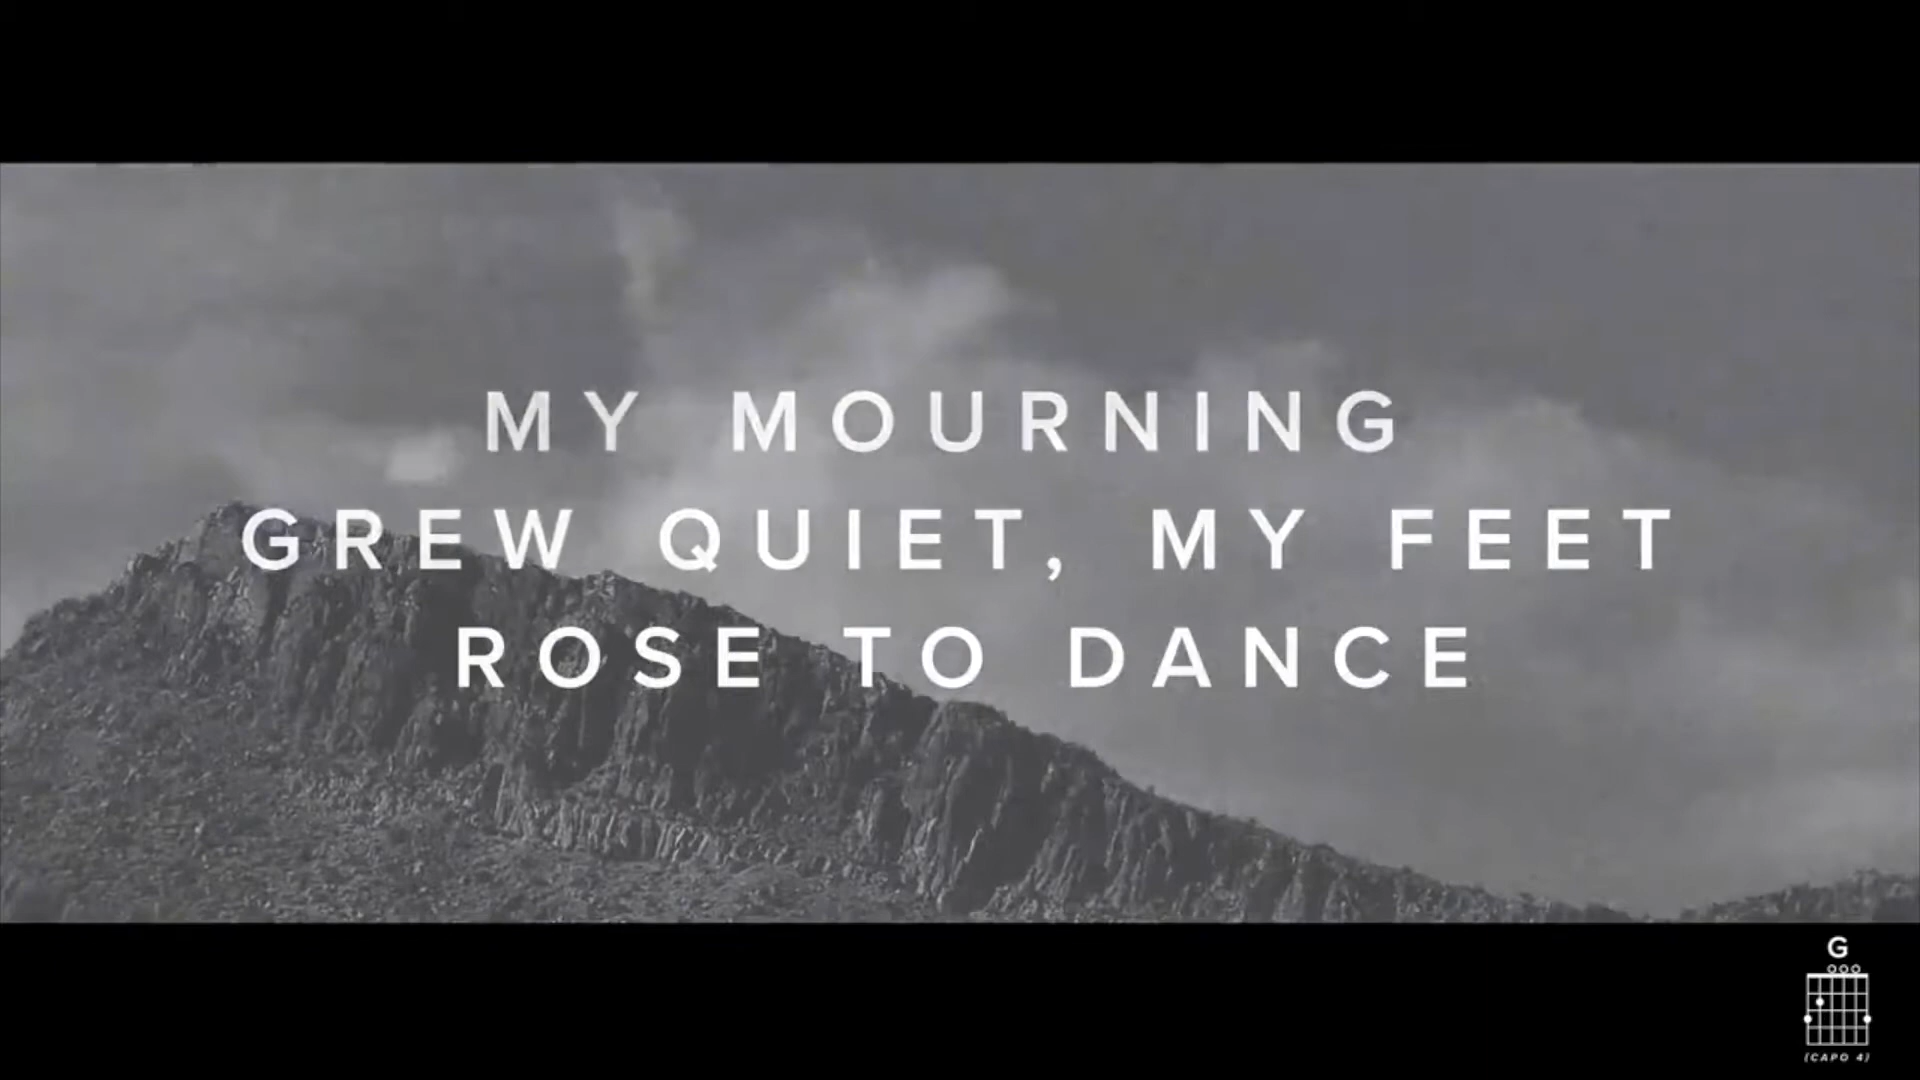 MY MOURNING
GREW QUIET, MY FEET
ROSE TO DANCE
G
(CAPO 4)